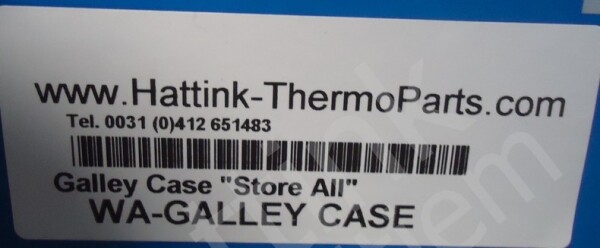 www.Hattink-ThermoParts.com
Tel. 0031 (0)412 651483
Galley Case "Store All"
WA-GALLEY CASE